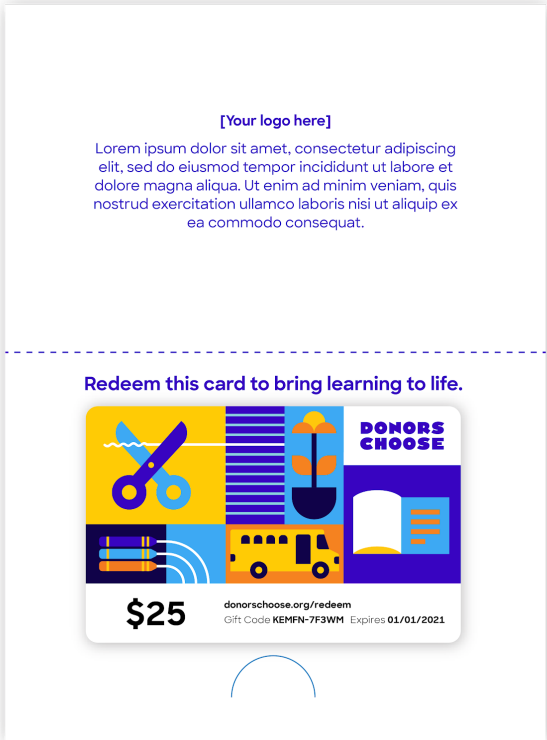 [Your logo here]
Lorem ipsum dolor sit amet, consectetur adipiscing
elit, sed do eiusmod tempor incididunt ut labore et
dolore magna aliqua. Ut enim ad minim veniam, quis
nostrud exercitation ullamco laboris nisi ut aliquip ex
ea commodo consequat.
Redeem this card to bring learning to life.
DONORS
CHOOSE
$25
donorschoose.org/redeem
Gift Code KEMFN-7F3WM Expires 01/01/2021